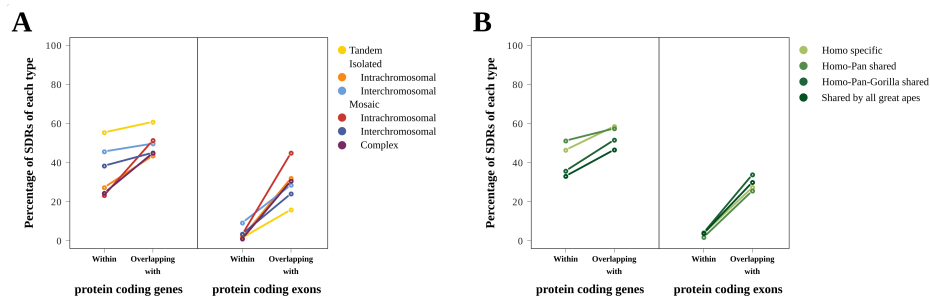 A
Percentage of SDRs of each type
100
80
60
40
20
0
Within
Overlapping
with
Within
Overlapping
with
protein coding genes
protein coding exons
Tandem
Isolated
Intrachromosomal
Interchromosomal
Mosaic
Intrachromosomal
Interchromosomal
Complex
B
Percentage of SDRs of each type
100
80
60
40
20
0
Within
Overlapping
with
Within
Overlapping
with
protein coding genes
protein coding exons
Homo specific
Homo-Pan shared
Homo-Pan-Gorilla shared
Shared by all great apes